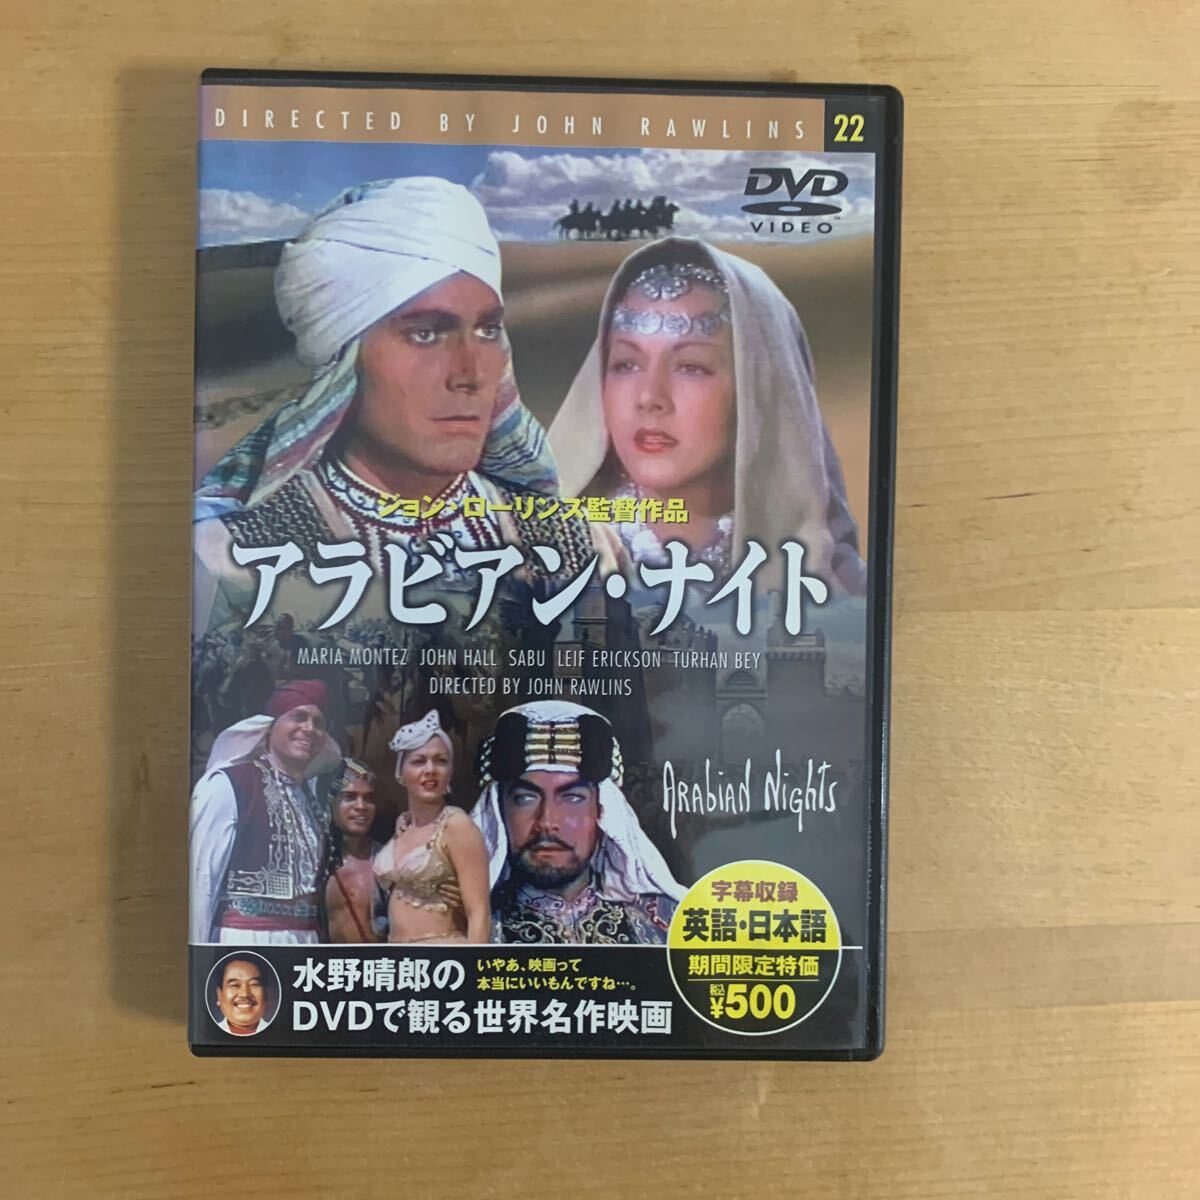 DIRECTED BY JOHN RAWLINS 22
DVD
VIDEO
ジョン・ローリンズ監督作品
アラビアン・ナイト
MARIA MONTEZ JOHN HALL SABU LEIF ERICKSON TURHAN BEY
DIRECTED BY JOHN RAWLINS
ARABIAN NIGHTS
字幕収録
英語・日本語
期間限定特価
税込¥500
水野晴郎の
いやあ、映画って
本当にいいもんですね…。
DVDで観る世界名作映画